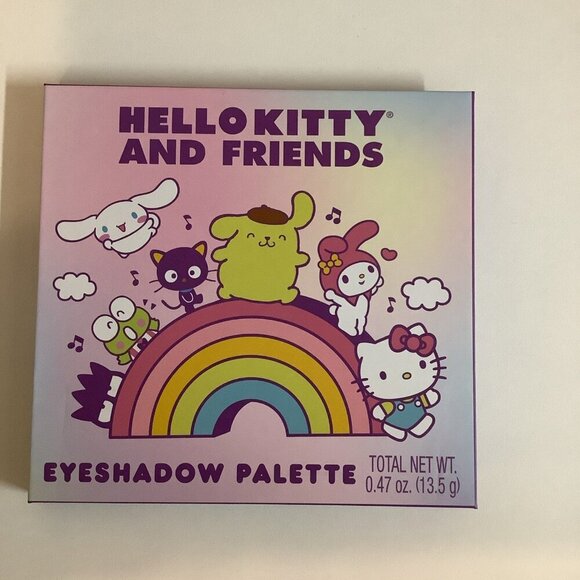 HELLO KITTY®
AND FRIENDS
EYESHADOW PALETTE
TOTAL NET WT.
0.47 oz. (13.5 g)